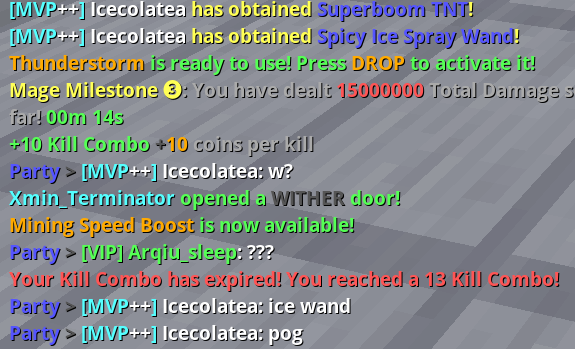 [MVP++] Icecolatea has obtained Superboom TNT!
[MVP++] Icecolatea has obtained Spicy Ice Spray Wand!
Thunderstorm is ready to use! Press DROP to activate it!
Mage Milestone ❸: You have dealt 15000000 Total Damage s
far! 00m 14s
+10 Kill Combo +10 coins per kill
Party > [MVP++] Icecolatea: w?
Xmin_Terminator opened a WITHER door!
Mining Speed Boost is now available!
Party > [VIP] Arqiu_sleep: ???
Your Kill Combo has expired! You reached a 13 Kill Combo!
Party > [MVP++] Icecolatea: ice wand
Party > [MVP++] Icecolatea: pog